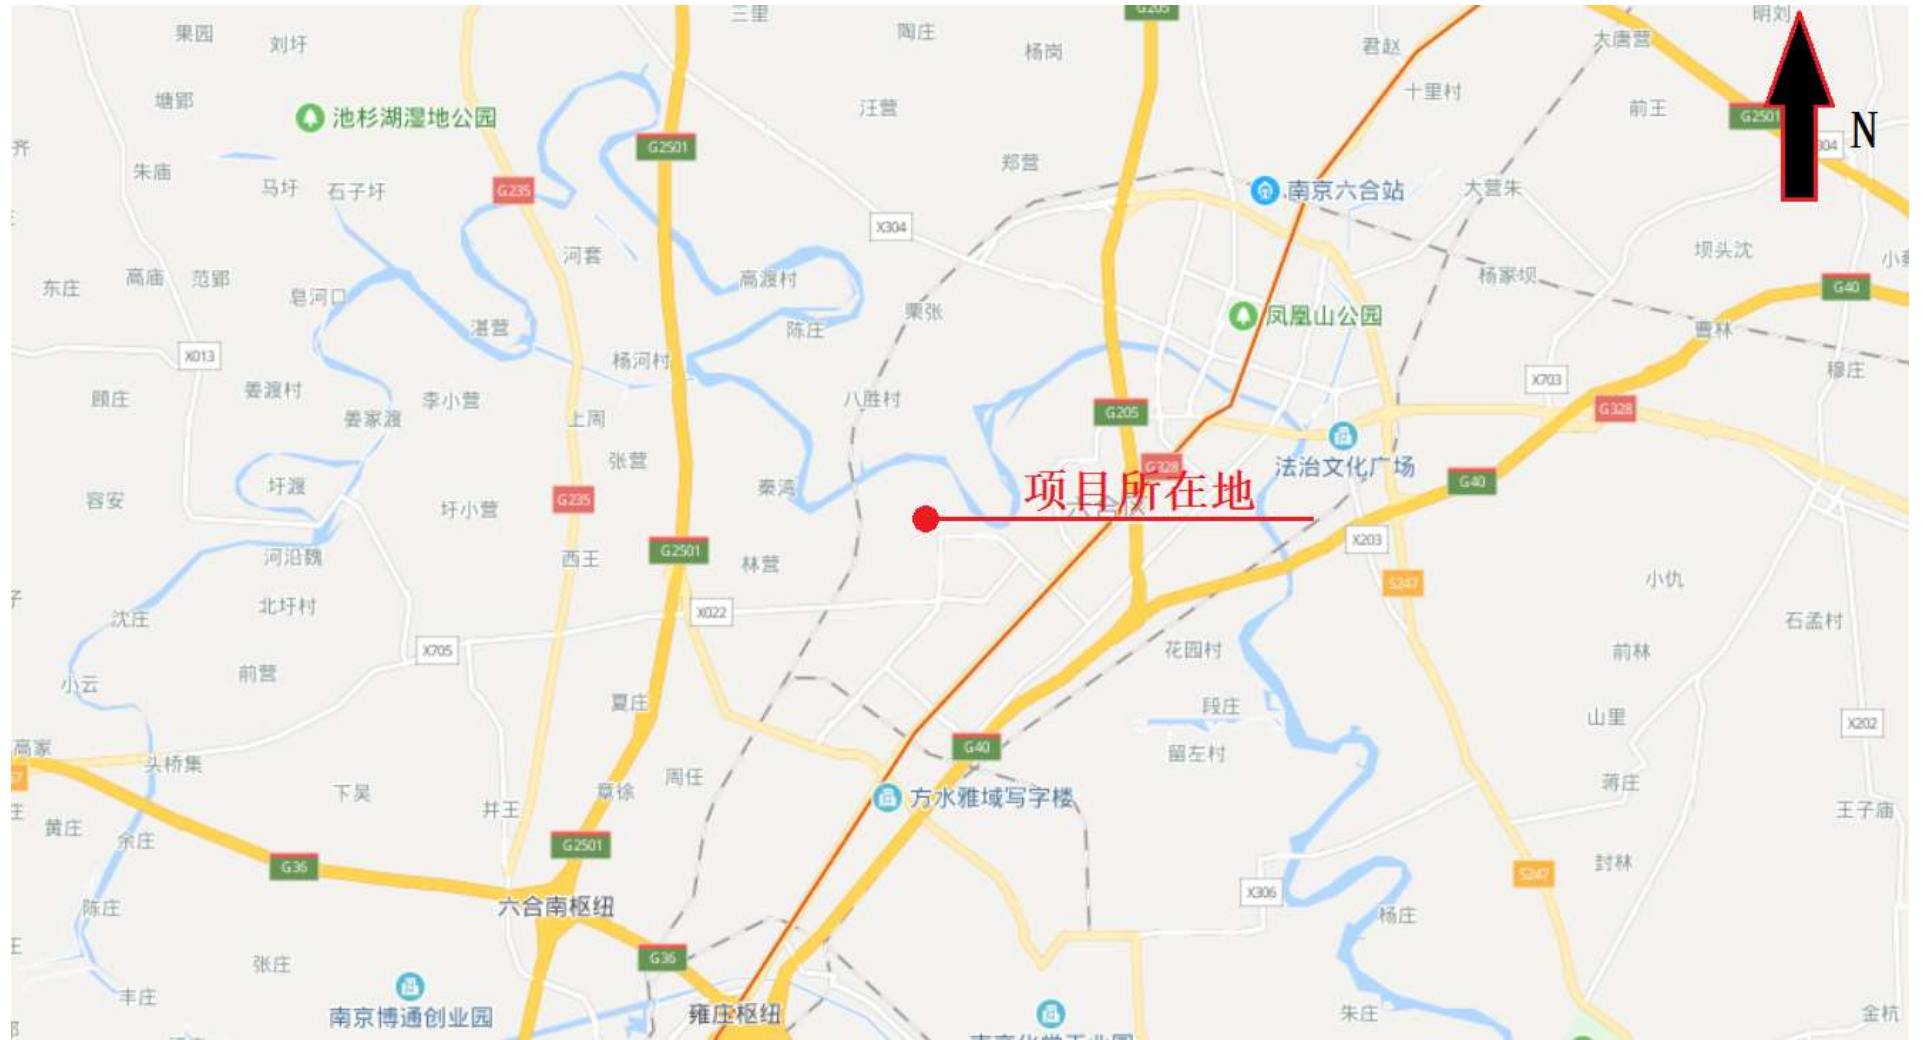 三里
G205
明刘
果园
刘圩
陶庄
杨岗
君赵
大唐营
塘郢
池杉湖湿地公园
汪营
十里村
前王
G2501
N
齐
朱庙
G2501
郑营
马圩
石子圩
G235
南京六合站
大营朱
X304
河套
坝头沈
东庄
高庙
范郢
皂河口
高渡村
杨家坝
G40
湛营
陈庄
栗张
凤凰山公园
曹林
X013
杨河村
X703
穆庄
顾庄
姜渡村
李小营
八胜村
姜家渡
上周
G205
G328
张营
法治文化广场
G328
圩渡
秦湾
项目所在地
G40
容安
圩小营
G235
六合区
X203
河沿魏
西王
G2501
林营
S247
小仇
北圩村
沈庄
X022
石孟村
X705
花园村
前林
前营
小云
夏庄
段庄
山里
X202
高家
头桥集
G40
留左村
下吴
井王
章徐
周任
方水雅域写字楼
蒋庄
王子庙
黄庄
余庄
G2501
G36
封林
S247
陈庄
六合南枢纽
X306
杨庄
张庄
G36
丰庄
南京博通创业园
雍庄枢纽
朱庄
金杭